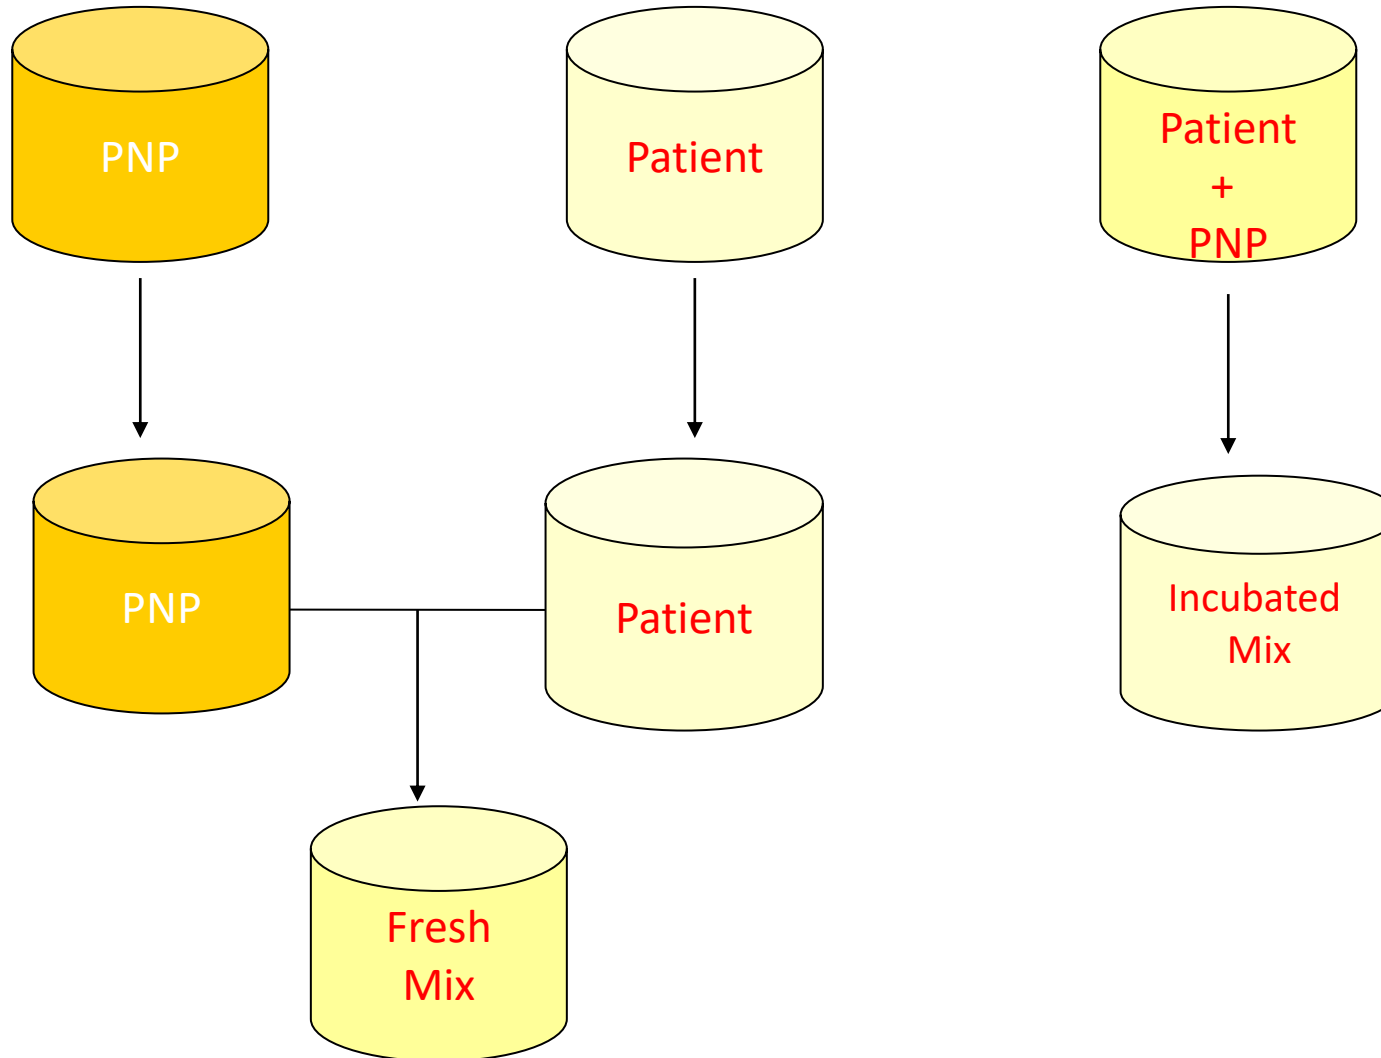 PNP
Patient
Patient
+
PNP
PNP
Patient
Incubated
Mix
Fresh
Mix